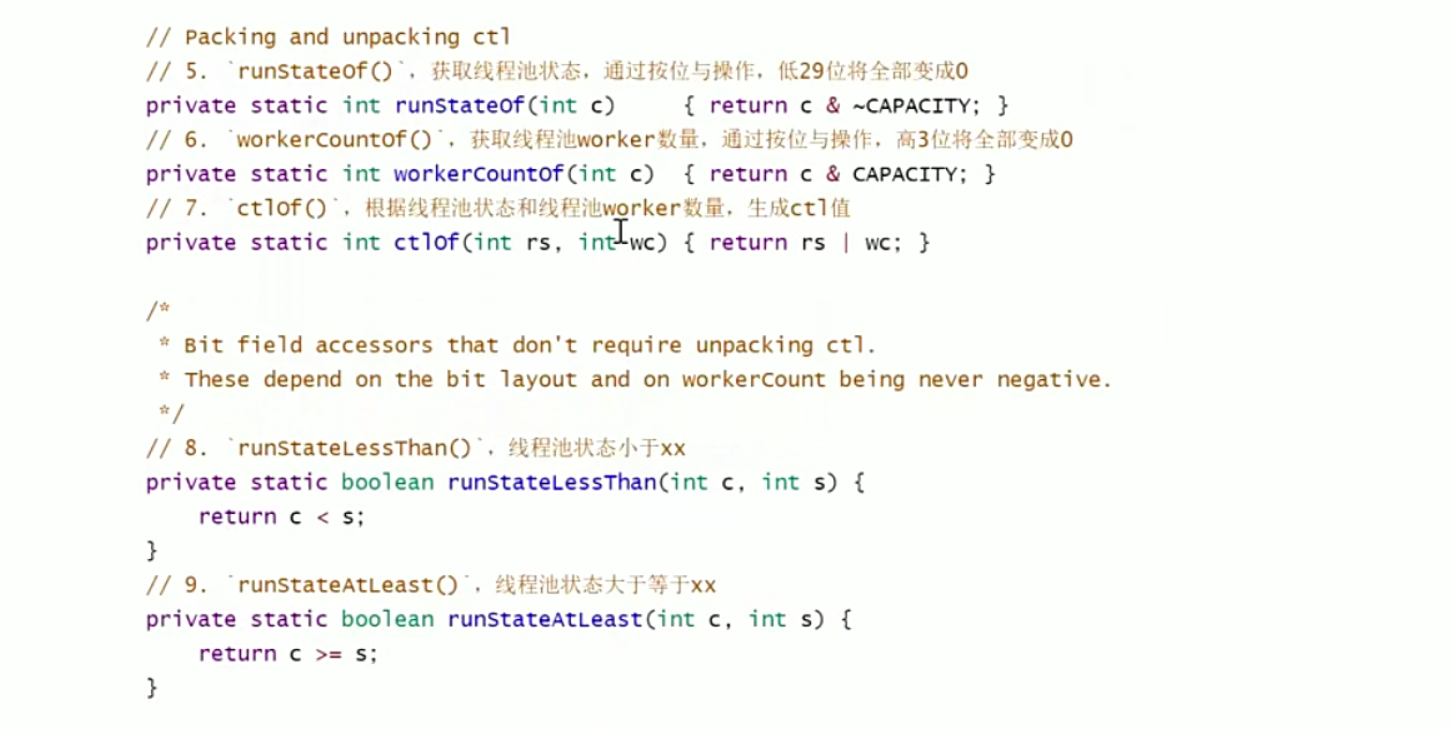 // Packing and unpacking ctl
// 5. `runStateOf()`，获取线程池状态，通过按位与操作，低29位将全部变成0
private static int runStateOf(int c)     { return c & ~CAPACITY; }
// 6. `workerCountOf()`，获取线程池worker数量，通过按位与操作，高3位将全部变成0
private static int workerCountOf(int c)  { return c & CAPACITY; }
// 7. `ctlOf()`，根据线程池状态和线程池worker数量，生成ctl值
private static int ctlOf(int rs, int wc) { return rs | wc; }
/*
 * Bit field accessors that don't require unpacking ctl.
 * These depend on the bit layout and on workerCount being never negative.
 */
// 8. `runStateLessThan()`，线程池状态小于xx
private static boolean runStateLessThan(int c, int s) {
    return c < s;
}
// 9. `runStateAtLeast()`，线程池状态大于等于xx
private static boolean runStateAtLeast(int c, int s) {
    return c >= s;
}